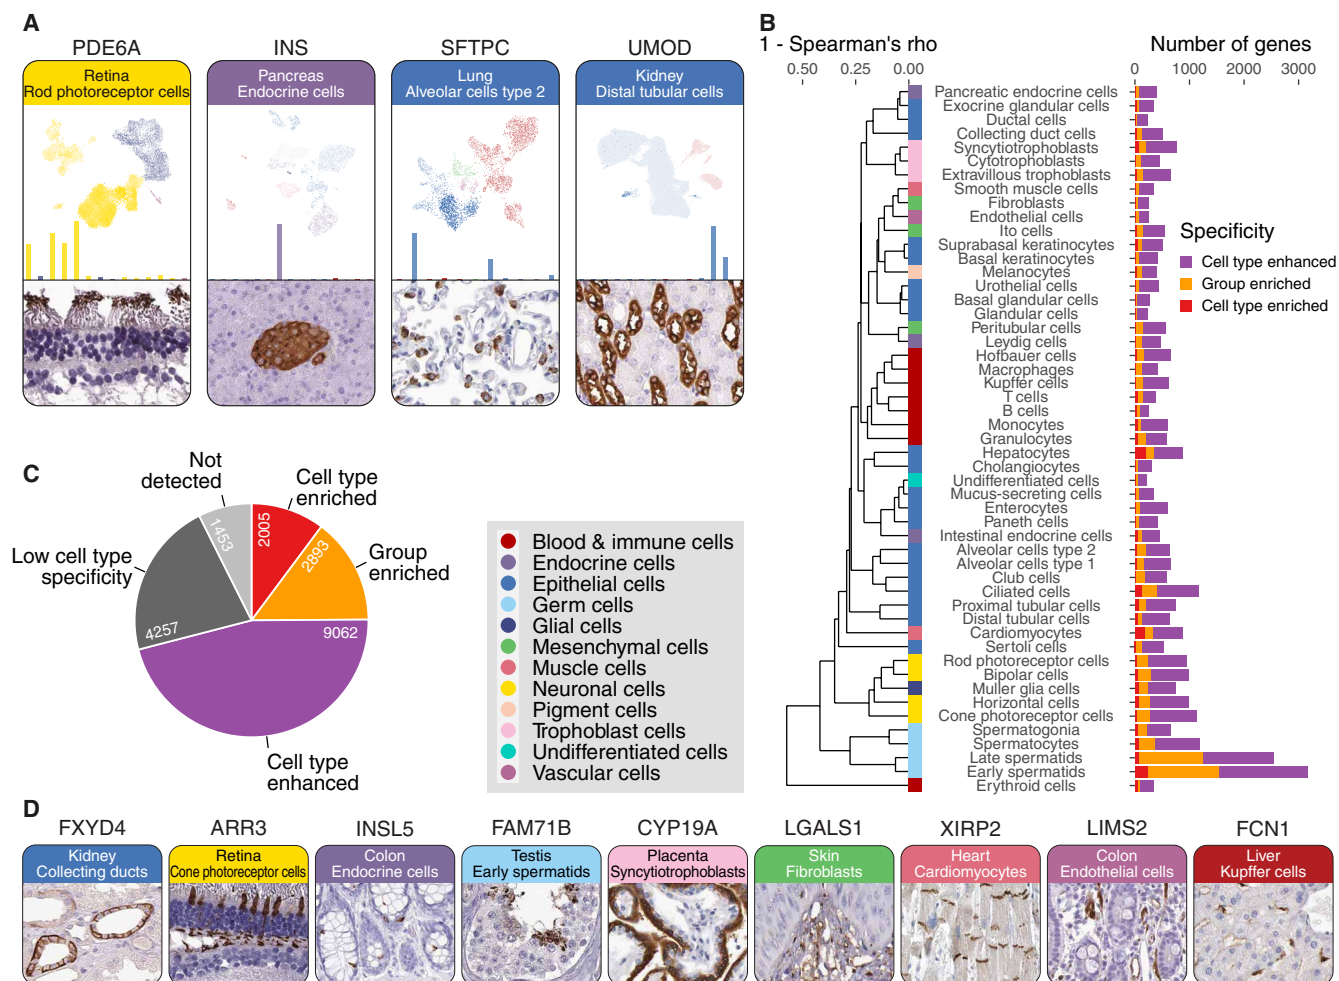 A
PDE6A
Retina
Rod photoreceptor cells
INS
Pancreas
Endocrine cells
SFTPC
Lung
Alveolar cells type 2
UMOD
Kidney
Distal tubular cells
B
1 - Spearman's rho
0.50 0.25 0.00
Number of genes
0 1000 2000 3000
Pancreatic endocrine cells
Exocrine glandular cells
Ductal cells
Collecting duct cells
Syncytiotrophoblasts
Cytotrophoblasts
Extravillous trophoblasts
Smooth muscle cells
Fibroblasts
Endothelial cells
Ito cells
Suprabasal keratinocytes
Basal keratinocytes
Melanocytes
Urothelial cells
Basal glandular cells
Glandular cells
Peritubular cells
Leydig cells
Hofbauer cells
Macrophages
Kupffer cells
T cells
B cells
Monocytes
Granulocytes
Hepatocytes
Cholangiocytes
Undifferentiated cells
Mucus-secreting cells
Enterocytes
Paneth cells
Intestinal endocrine cells
Alveolar cells type 2
Alveolar cells type 1
Club cells
Ciliated cells
Proximal tubular cells
Distal tubular cells
Cardiomyocytes
Sertoli cells
Rod photoreceptor cells
Bipolar cells
Muller glia cells
Horizontal cells
Cone photoreceptor cells
Spermatogonia
Spermatocytes
Late spermatids
Early spermatids
Erythroid cells
Specificity
Cell type enhanced
Group enriched
Cell type enriched
C
Not
detected
Cell type
enriched
Group
enriched
Low cell type
specificity
Cell type
enhanced
1453
2005
2893
9062
4257
Blood & immune cells
Endocrine cells
Epithelial cells
Germ cells
Glial cells
Mesenchymal cells
Muscle cells
Neuronal cells
Pigment cells
Trophoblast cells
Undifferentiated cells
Vascular cells
D
FXYD4
Kidney
Collecting ducts
ARR3
Retina
Cone photoreceptor cells
INSL5
Colon
Endocrine cells
FAM71B
Testis
Early spermatids
CYP19A
Placenta
Syncytiotrophoblasts
LGALS1
Skin
Fibroblasts
XIRP2
Heart
Cardiomyocytes
LIMS2
Colon
Endothelial cells
FCN1
Liver
Kupffer cells